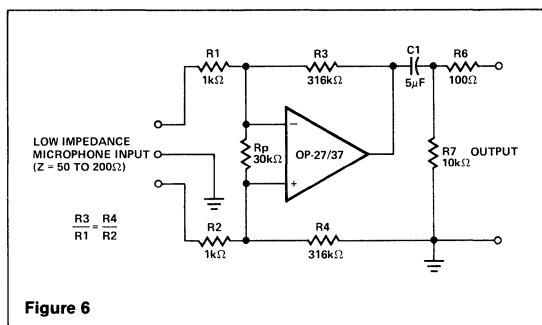 R1
1kΩ
R3
316kΩ
C1
5μF
R6
100Ω
LOW IMPEDANCE
MICROPHONE INPUT
(Z = 50 TO 200Ω)
Rp
30kΩ
−
+
OP-27/37
R7
10kΩ
OUTPUT
R3/R1 = R4/R2
R2
1kΩ
R4
316kΩ
Figure 6